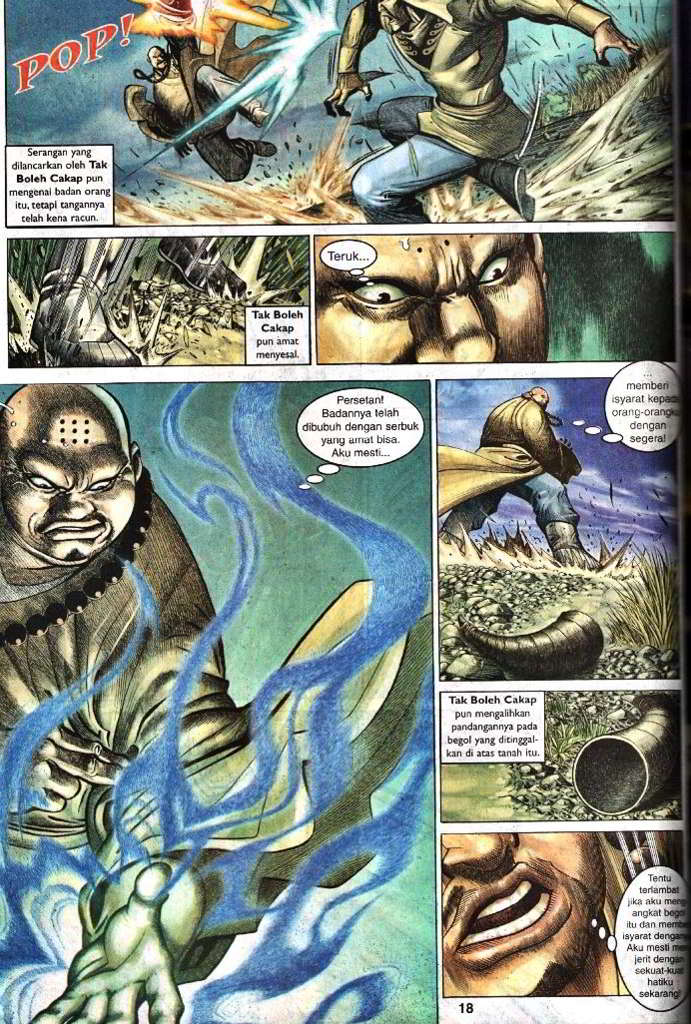 POP!
Serangan yang
dilancarkan oleh Tak
Boleh Cakap pun
mengenai badan orang
itu, tetapi tangannya
telah kena racun.
Tak Boleh
Cakap
pun amat
menyesal.
Teruk...
Persetan!
Badannya telah
dibubuh dengan serbuk
yang amat bisa.
Aku mesti...
...
memberi
isyarat kepada
orang-orangku
dengan
segera!
Tak Boleh Cakap
pun mengalihkan
pandangannya pada
begol yang ditinggal-
kan di atas tanah itu.
Tentu
terlambat
jika aku
angkat begol
itu dan
isyarat
Aku mesti
jerit dengan
sekuat-kuat
hatiku
sekarang!
18